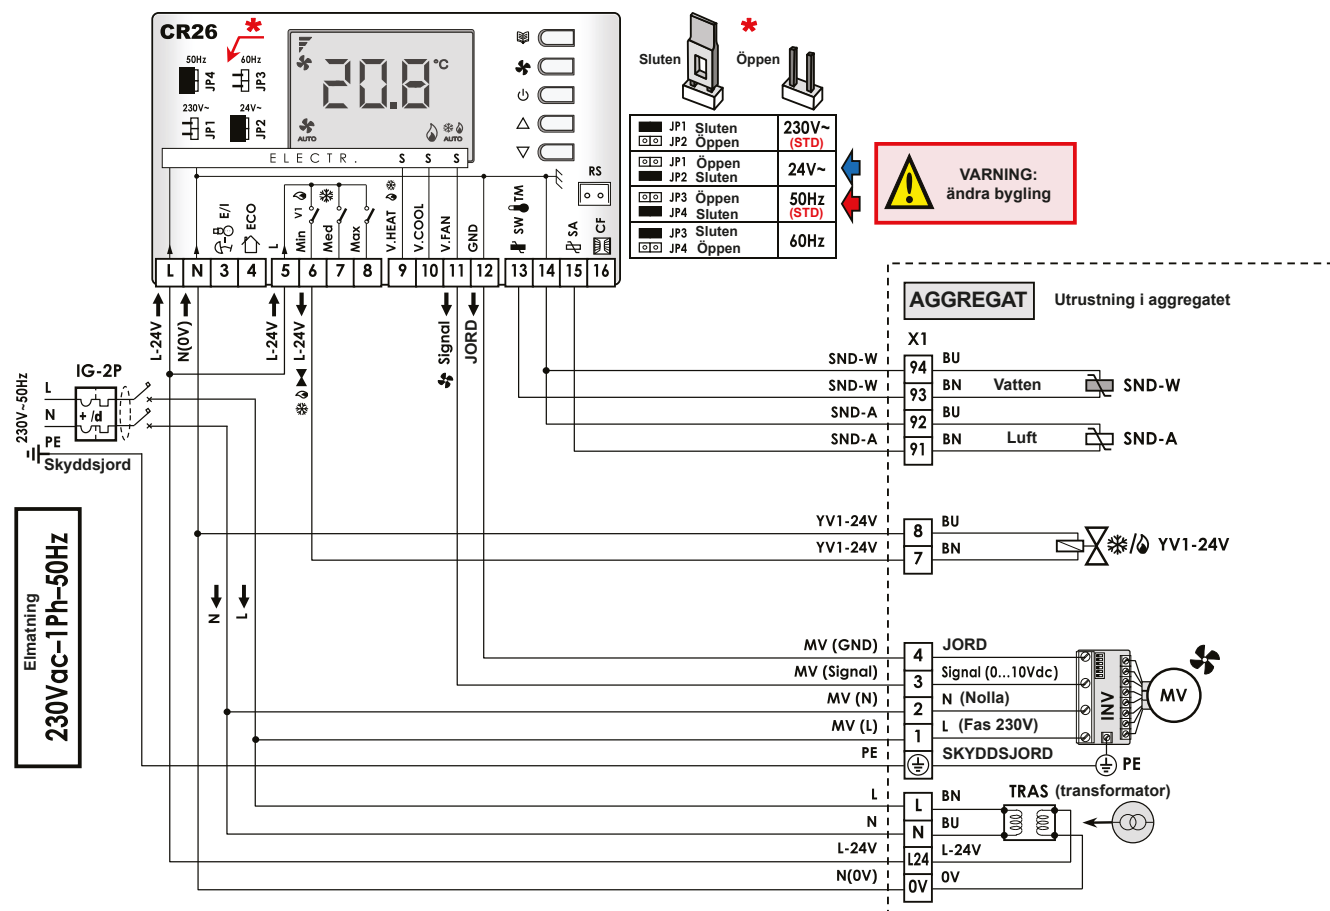 CR26
*
50Hz
60Hz
JP4
JP3
230V~
24V~
JP1
JP2
20.8°C
AUTO
AUTO
ELECTR.
S S S
RS
Sluten
*
Öppen
JP1 Sluten
JP2 Öppen
230V~
(STD)
JP1 Öppen
JP2 Sluten
24V~
JP3 Öppen
JP4 Sluten
50Hz
(STD)
JP3 Sluten
JP4 Öppen
60Hz
VARNING:
ändra bygling
E/I
ECO
L
Min
V1
Med
Max
V.HEAT
V.COOL
V.FAN
GND
SW
TM
SA
CF
L N 3 4 5 6 7 8 9 10 11 12 13 14 15 16
L-24V
N(0V)
L-24V
L-24V
Signal
JORD
AGGREGAT
Utrustning i aggregatet
X1
IG-2P
230V~50Hz
L
N
+ /d
PE
Skyddsjord
SND-W 94 BU
SND-W 93 BN Vatten SND-W
SND-A 92 BU
SND-A 91 BN Luft SND-A
YV1-24V 8 BU
YV1-24V 7 BN
/ YV1-24V
Elmatning
230Vac–1Ph–50Hz
N
L
MV (GND) 4 JORD
MV (Signal) 3 Signal (0...10Vdc)
MV (N) 2 N (Nolla)
MV (L) 1 L (Fas 230V)
PE SKYDDSJORD
INV
MV
PE
TRAS (transformator)
L L BN
N N BU
L-24V L24 L-24V
N(0V) 0V 0V